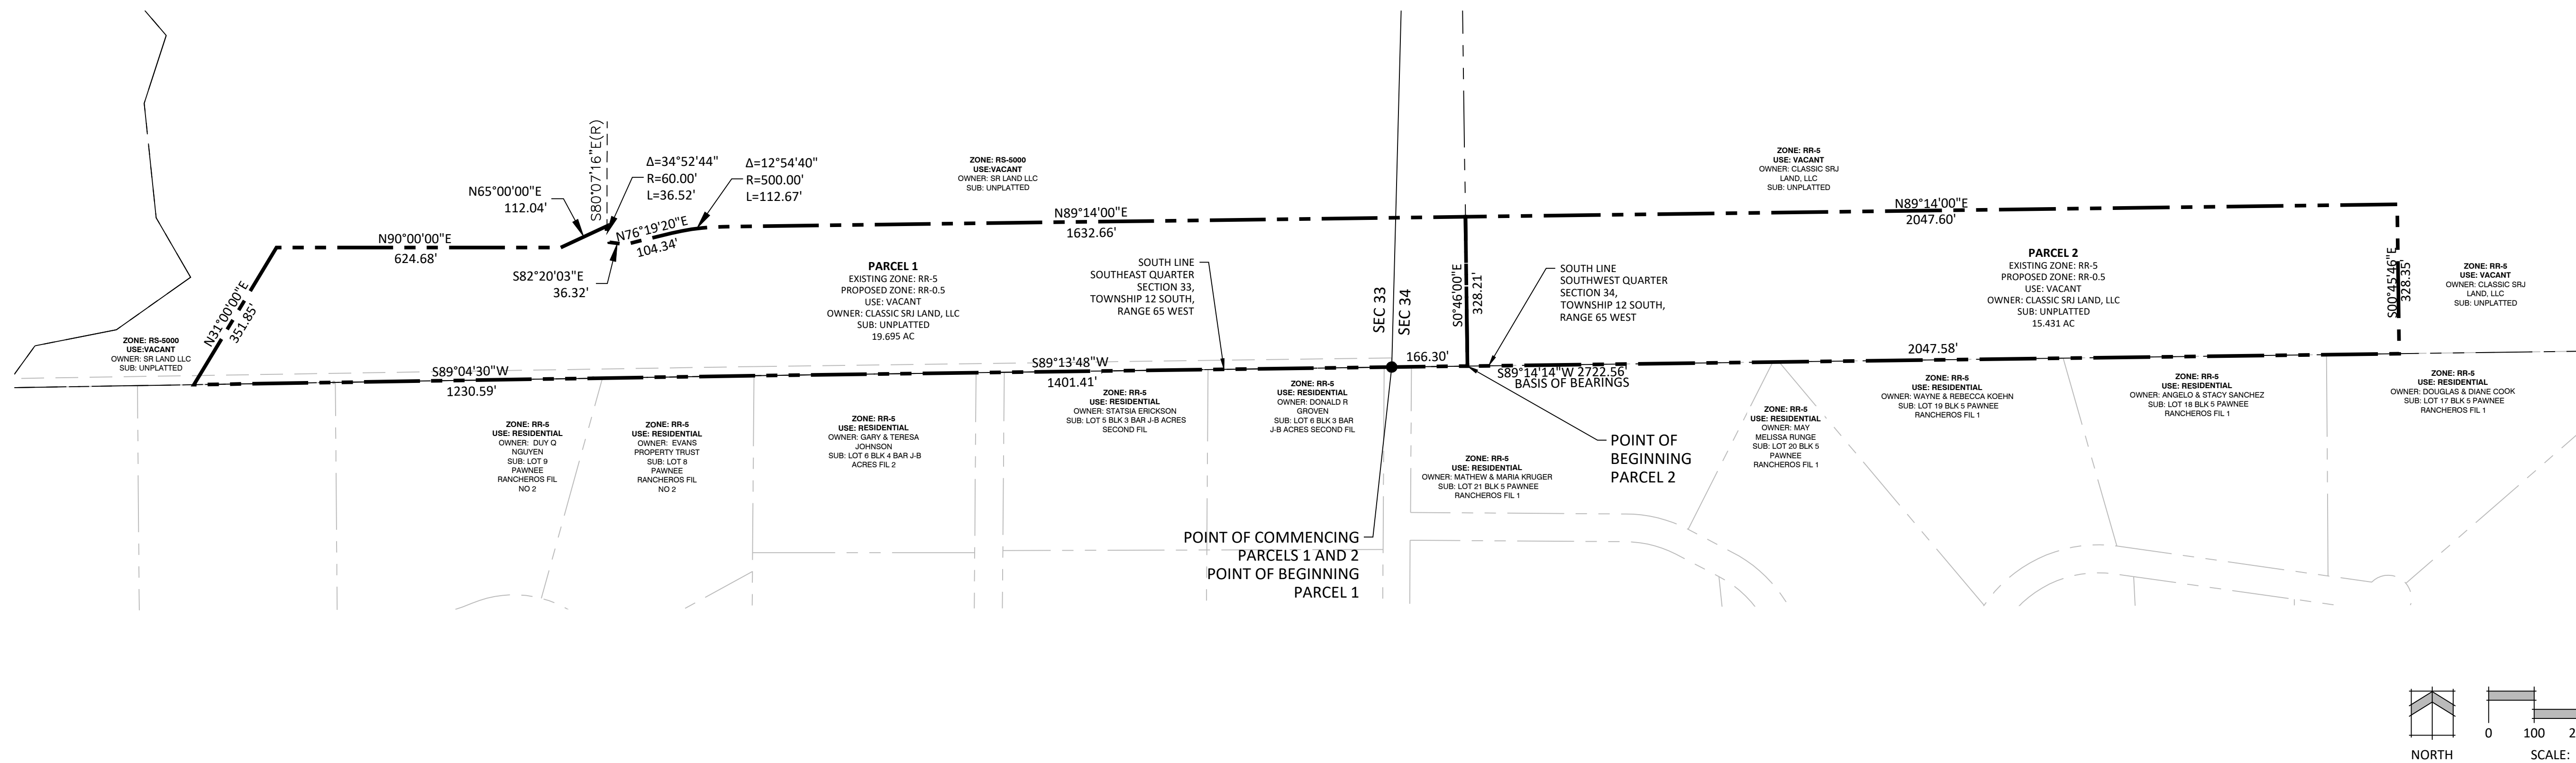 S80°07'16"E(R)
Δ=34°52'44"
R=60.00'
L=36.52'
Δ=12°54'40"
R=500.00'
L=112.67'
N65°00'00"E
112.04'
N76°19'20"E
104.34'
S82°20'03"E
36.32'
N90°00'00"E
624.68'
N31°00'00"E
351.85'
ZONE: RS-5000
USE:VACANT
OWNER: SR LAND LLC
SUB: UNPLATTED
ZONE: RS-5000
USE:VACANT
OWNER: SR LAND LLC
SUB: UNPLATTED
N89°14'00"E
1632.66'
PARCEL 1
EXISTING ZONE: RR-5
PROPOSED ZONE: RR-0.5
USE: VACANT
OWNER: CLASSIC SRJ LAND, LLC
SUB: UNPLATTED
19.695 AC
SOUTH LINE
SOUTHEAST QUARTER
SECTION 33,
TOWNSHIP 12 SOUTH,
RANGE 65 WEST
SEC 33
SEC 34
S0°46'00"E
328.21'
SOUTH LINE
SOUTHWEST QUARTER
SECTION 34,
TOWNSHIP 12 SOUTH,
RANGE 65 WEST
ZONE: RR-5
USE: VACANT
OWNER: CLASSIC SRJ
LAND, LLC
SUB: UNPLATTED
N89°14'00"E
2047.60'
PARCEL 2
EXISTING ZONE: RR-5
PROPOSED ZONE: RR-0.5
USE: VACANT
OWNER: CLASSIC SRJ LAND, LLC
SUB: UNPLATTED
15.431 AC
S00°45'46"E
328.35'
ZONE: RR-5
USE: VACANT
OWNER: CLASSIC SRJ
LAND, LLC
SUB: UNPLATTED
S89°04'30"W
1230.59'
S89°13'48"W
1401.41'
166.30'
S89°14'14"W 2722.56'
BASIS OF BEARINGS
2047.58'
ZONE: RR-5
USE: RESIDENTIAL
OWNER: DUY Q
NGUYEN
SUB: LOT 9
PAWNEE
RANCHEROS FIL
NO 2
ZONE: RR-5
USE: RESIDENTIAL
OWNER: EVANS
PROPERTY TRUST
SUB: LOT 8
PAWNEE
RANCHEROS FIL
NO 2
ZONE: RR-5
USE: RESIDENTIAL
OWNER: GARY & TERESA
JOHNSON
SUB: LOT 6 BLK 4 BAR J-B
ACRES FIL 2
ZONE: RR-5
USE: RESIDENTIAL
OWNER: STATSIA ERICKSON
SUB: LOT 5 BLK 3 BAR J-B ACRES
SECOND FIL
ZONE: RR-5
USE: RESIDENTIAL
OWNER: DONALD R
GROVEN
SUB: LOT 6 BLK 3 BAR
J-B ACRES SECOND FIL
ZONE: RR-5
USE: RESIDENTIAL
OWNER: MATHEW & MARIA KRUGER
SUB: LOT 21 BLK 5 PAWNEE
RANCHEROS FIL 1
POINT OF
BEGINNING
PARCEL 2
ZONE: RR-5
USE: RESIDENTIAL
OWNER: MAY
MELISSA RUNGE
SUB: LOT 20 BLK 5
PAWNEE
RANCHEROS FIL 1
ZONE: RR-5
USE: RESIDENTIAL
OWNER: WAYNE & REBECCA KOEHN
SUB: LOT 19 BLK 5 PAWNEE
RANCHEROS FIL 1
ZONE: RR-5
USE: RESIDENTIAL
OWNER: ANGELO & STACY SANCHEZ
SUB: LOT 18 BLK 5 PAWNEE
RANCHEROS FIL 1
ZONE: RR-5
USE: RESIDENTIAL
OWNER: DOUGLAS & DIANE COOK
SUB: LOT 17 BLK 5 PAWNEE
RANCHEROS FIL 1
POINT OF COMMENCING
PARCELS 1 AND 2
POINT OF BEGINNING
PARCEL 1
NORTH
0 100 2
SCALE: